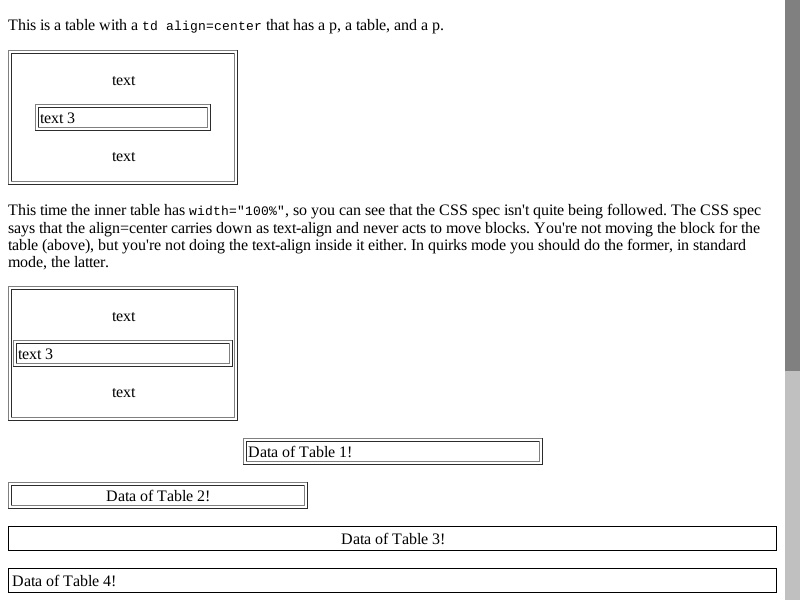 This is a table with a td align=center that has a p, a table, and a p.
text
text 3
text
This time the inner table has width="100%", so you can see that the CSS spec isn't quite being followed. The CSS spec
says that the align=center carries down as text-align and never acts to move blocks. You're not moving the block for the
table (above), but you're not doing the text-align inside it either. In quirks mode you should do the former, in standard
mode, the latter.
text
text 3
text
Data of Table 1!
Data of Table 2!
Data of Table 3!
Data of Table 4!